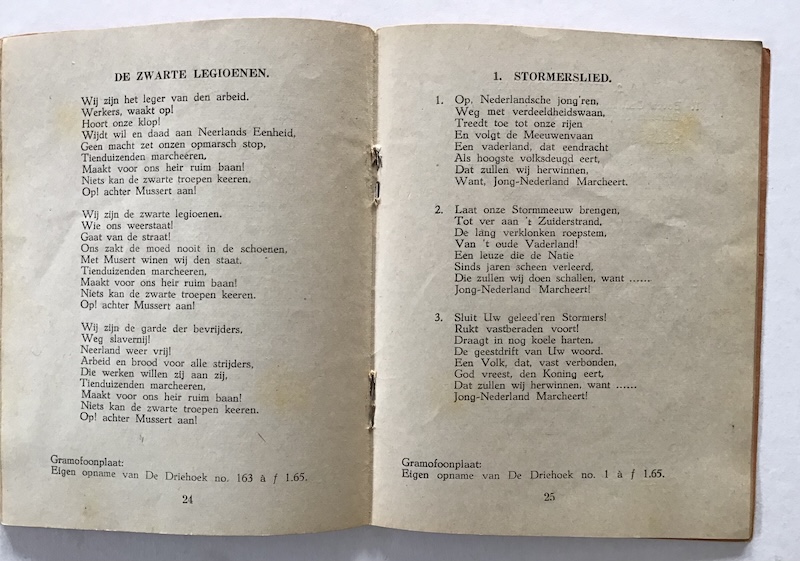 DE ZWARTE LEGIOENEN.
Wij zijn het leger van den arbeid.
Werkers, waakt op!
Hoort onze klop!
Wijdt wil en daad aan Neerlands Eenheid,
Geen macht zet onzen opmarsch stop,
Tienduizenden marcheeren,
Maakt voor ons heir ruim baan!
Niets kan de zwarte troepen keeren.
Op! achter Mussert aan!
Wij zijn de zwarte legioenen.
Wie ons weerstaat!
Gaat van de straat!
Ons zakt de moed nooit in de schoenen,
Met Musert winen wij den staat.
Tienduizenden marcheeren,
Maakt voor ons heir ruim baan!
Niets kan de zwarte troepen keeren.
Op! achter Mussert aan!
Wij zijn de garde der bevrijders,
Weg slavernij!
Neerland weer vrij!
Arbeid en brood voor alle strijders,
Die werken willen zij aan zij,
Tienduizenden marcheeren,
Maakt voor ons heir ruim baan!
Niets kan de zwarte troepen keeren.
Op! achter Mussert aan!
Gramofoonplaat:
Eigen opname van De Driehoek no. 163 à f 1.65.
24
1. STORMERSLIED.
1. Op, Nederlandsche jong'ren,
Weg met verdeeldheidswaan,
Treedt toe tot onze rijen
En volgt de Meeuwenvaan
Een vaderland, dat eendracht
Als hoogste volksdeugd eert,
Dat zullen wij herwinnen,
Want, Jong-Nederland Marcheert.
2. Laat onze Stormmeeuw brengen,
Tot ver aan 't Zuiderstrand,
De lang verklonken roepstem,
Van 't oude Vaderland!
Een leuze die de Natie
Sinds jaren scheen verleerd,
Die zullen wij doen schallen, want ......
Jong-Nederland Marcheert!
3. Sluit Uw geleed'ren Stormers!
Rukt vastberaden voort!
Draagt in nog koele harten,
De geestdrift van Uw woord.
Een Volk, dat, vast verbonden,
God vreest, den Koning eert,
Dat zullen wij herwinnen, want ......
Jong-Nederland Marcheert!
Gramofoonplaat:
Eigen opname van De Driehoek no. 1 à f 1.65.
25